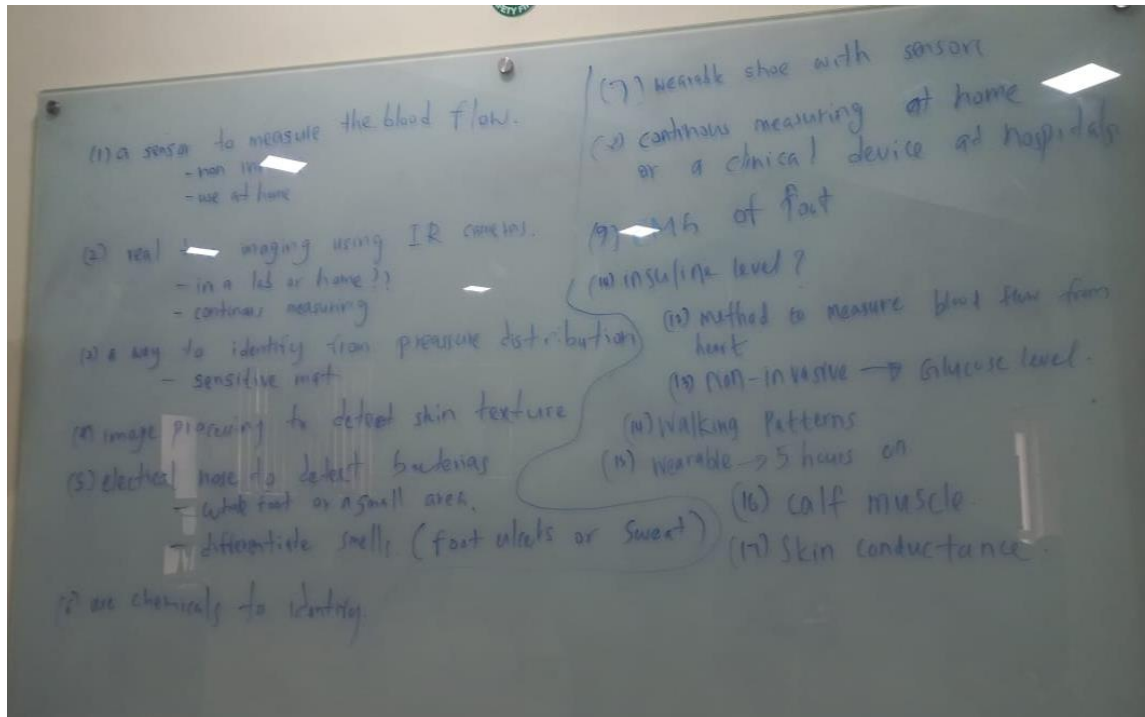 (1) a sensor to measure the blood flow.
- non
- use at home
(2) real imaging using IR cameras.
- in a lab or home??
- continous measuring
(3) a way to identify from preassure distribution
- sensitive mat
(4) image processing to detect skin texture
(5) electical nose to detect bacterias
- whole foot or a small area.
- differentiate smells (foot ulcers or sweat)
(6) are chemicals to identify.
(7) wearable shoe with sensors
(8) continous measuring at home
or a clinical device at hospitals
(9) of foot
(10) insuline level?
(12) method to measure blood flow from
heart
(13) Non-invasive → Glucose level.
(14) Walking Patterns
(15) wearable → 5 hours on
(16) calf muscle.
(17) Skin conductance.